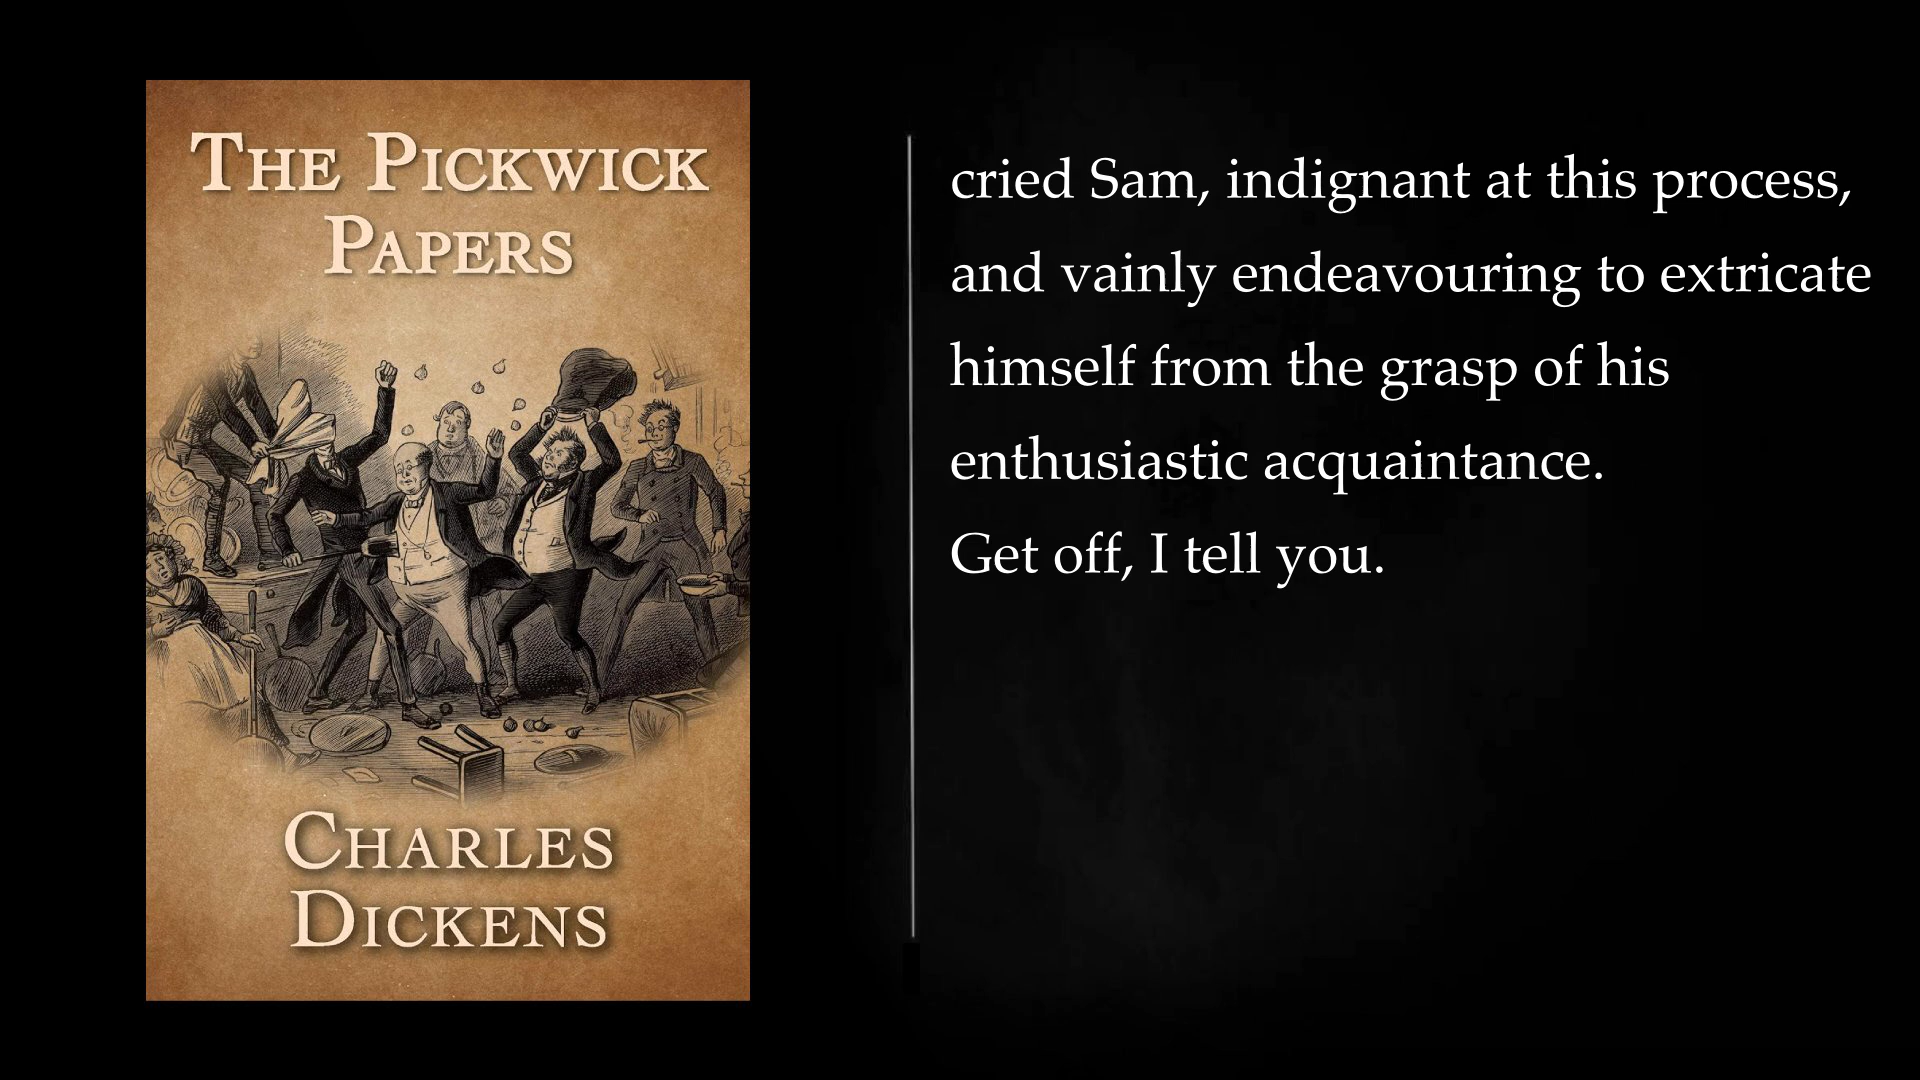 THE PICKWICK
PAPERS
CHARLES
DICKENS
cried Sam, indignant at this process,
and vainly endeavouring to extricate
himself from the grasp of his
enthusiastic acquaintance.
Get off, I tell you.